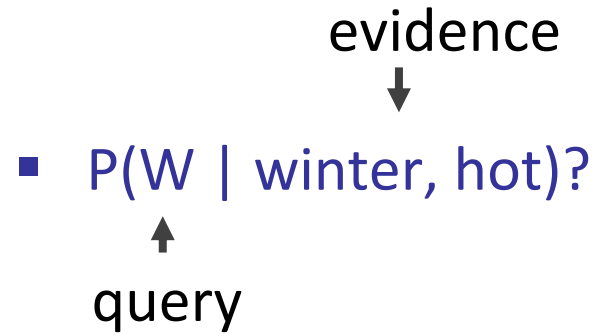 evidence
▪ P(W | winter, hot)?
query